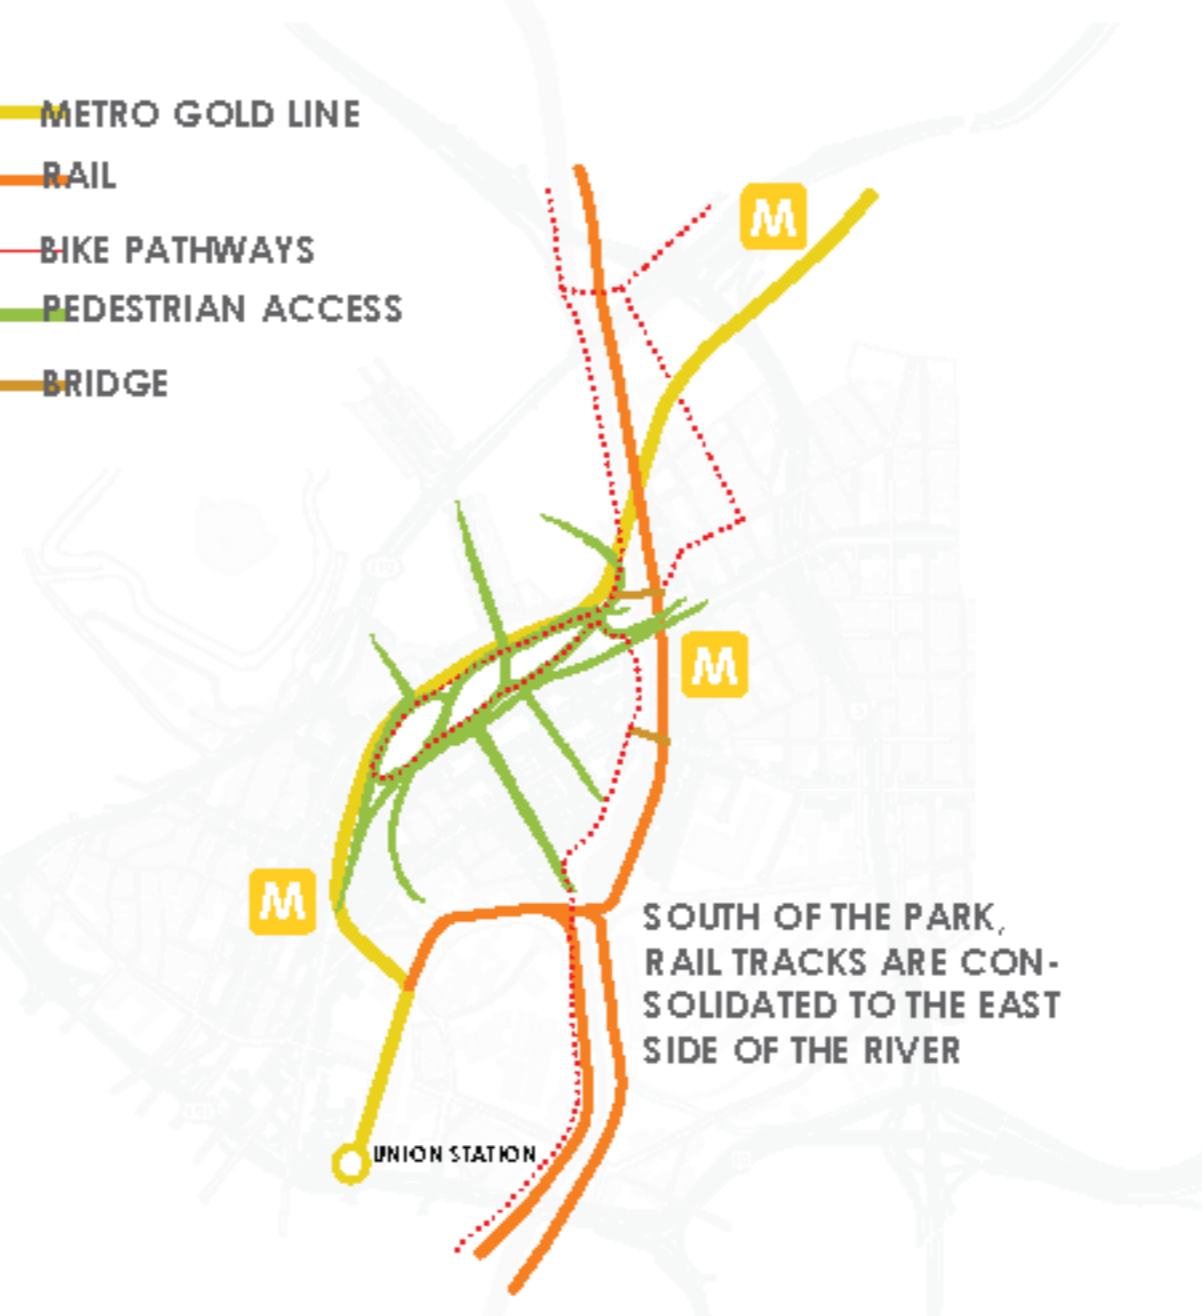 METRO GOLD LINE
RAIL
BIKE PATHWAYS
PEDESTRIAN ACCESS
BRIDGE
M
M
M
SOUTH OF THE PARK,
RAIL TRACKS ARE CON-
SOLIDATED TO THE EAST
SIDE OF THE RIVER
UNION STATION